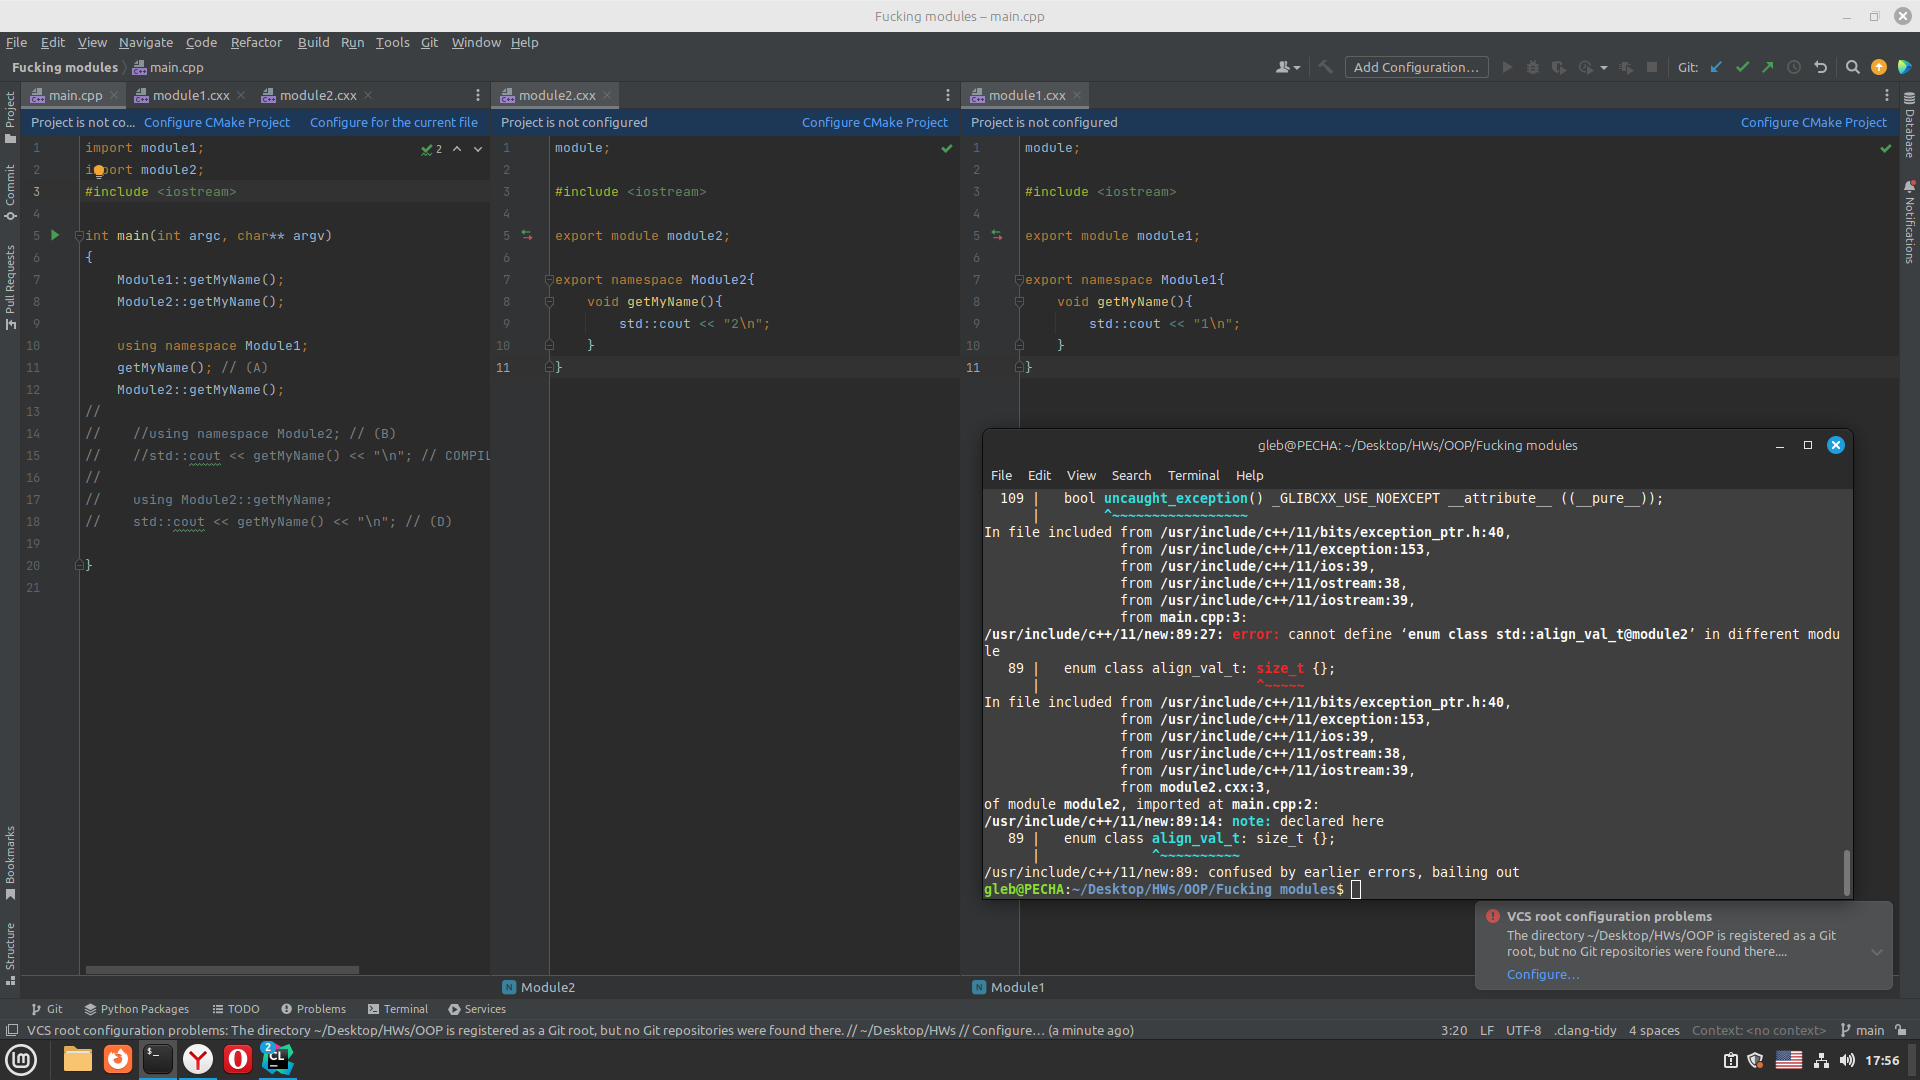 Fucking modules – main.cpp
File Edit View Navigate Code Refactor Build Run Tools Git Window Help
Fucking modules main.cpp Add Configuration... Git:
main.cpp module1.cxx module2.cxx
Project is not co... Configure CMake Project Configure for the current file
1 import module1; 2
2 import module2;
3 #include <iostream>
4
5 int main(int argc, char** argv)
6 {
7 Module1::getMyName();
8 Module2::getMyName();
9
10 using namespace Module1;
11 getMyName(); // (A)
12 Module2::getMyName();
13 //
14 // //using namespace Module2; // (B)
15 // //std::cout << getMyName() << "\n"; // COMPIL
16 //
17 // using Module2::getMyName;
18 // std::cout << getMyName() << "\n"; // (D)
19
20 }
21
module2.cxx
Project is not configured Configure CMake Project
1 module;
2
3 #include <iostream>
4
5 export module module2;
6
7 export namespace Module2{
8 void getMyName(){
9 std::cout << "2\n";
10 }
11 }
Module2
module1.cxx
Project is not configured Configure CMake Project
1 module;
2
3 #include <iostream>
4
5 export module module1;
6
7 export namespace Module1{
8 void getMyName(){
9 std::cout << "1\n";
10 }
11 }
Module1
gleb@PECHA: ~/Desktop/HWs/OOP/Fucking modules
File Edit View Search Terminal Help
109 | bool uncaught_exception() _GLIBCXX_USE_NOEXCEPT __attribute__ ((__pure__));
| ^~~~~~~~~~~~~~~~~~
In file included from /usr/include/c++/11/bits/exception_ptr.h:40,
from /usr/include/c++/11/exception:153,
from /usr/include/c++/11/ios:39,
from /usr/include/c++/11/ostream:38,
from /usr/include/c++/11/iostream:39,
from main.cpp:3:
/usr/include/c++/11/new:89:27: error: cannot define ‘enum class std::align_val_t@module2’ in different modu
le
89 | enum class align_val_t: size_t {};
| ^~~~~~
In file included from /usr/include/c++/11/bits/exception_ptr.h:40,
from /usr/include/c++/11/exception:153,
from /usr/include/c++/11/ios:39,
from /usr/include/c++/11/ostream:38,
from /usr/include/c++/11/iostream:39,
from module2.cxx:3,
of module module2, imported at main.cpp:2:
/usr/include/c++/11/new:89:14: note: declared here
89 | enum class align_val_t: size_t {};
| ^~~~~~~~~~~
/usr/include/c++/11/new:89: confused by earlier errors, bailing out
gleb@PECHA:~/Desktop/HWs/OOP/Fucking modules$
VCS root configuration problems
The directory ~/Desktop/HWs/OOP is registered as a Git
root, but no Git repositories were found there....
Configure...
Project
Commit
Pull Requests
Bookmarks
Structure
Database
Notifications
Git Python Packages TODO Problems Terminal Services
VCS root configuration problems: The directory ~/Desktop/HWs/OOP is registered as a Git root, but no Git repositories were found there. // ~/Desktop/HWs // Configure... (a minute ago) 3:20 LF UTF-8 .clang-tidy 4 spaces Context: <no context> main
2 CL 17:56